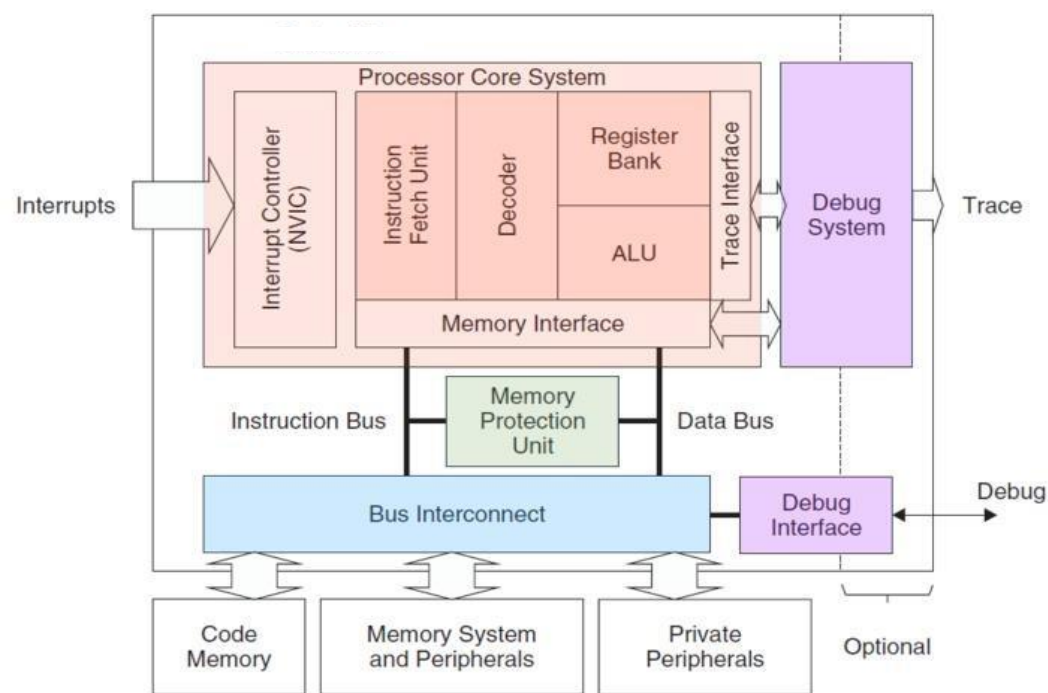 Processor Core System
Interrupts
Interrupt Controller
(NVIC)
Instruction
Fetch Unit
Decoder
Register
Bank
ALU
Trace Interface
Memory Interface
Debug
System
Trace
Instruction Bus
Memory
Protection
Unit
Data Bus
Bus Interconnect
Debug
Interface
Debug
Code
Memory
Memory System
and Peripherals
Private
Peripherals
Optional